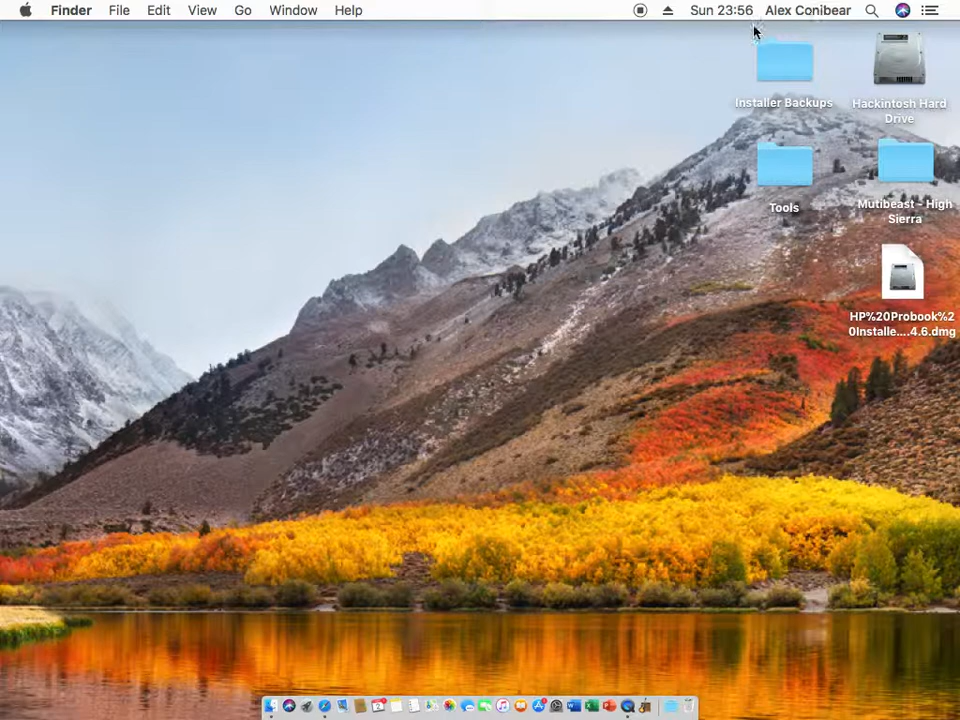 Finder File Edit View Go Window Help Sun 23:56 Alex Conibear
Installer Backups
Hackintosh Hard
Drive
Tools
Mutibeast - High
Sierra
HP%20Probook%2
0Installe....4.6.dmg